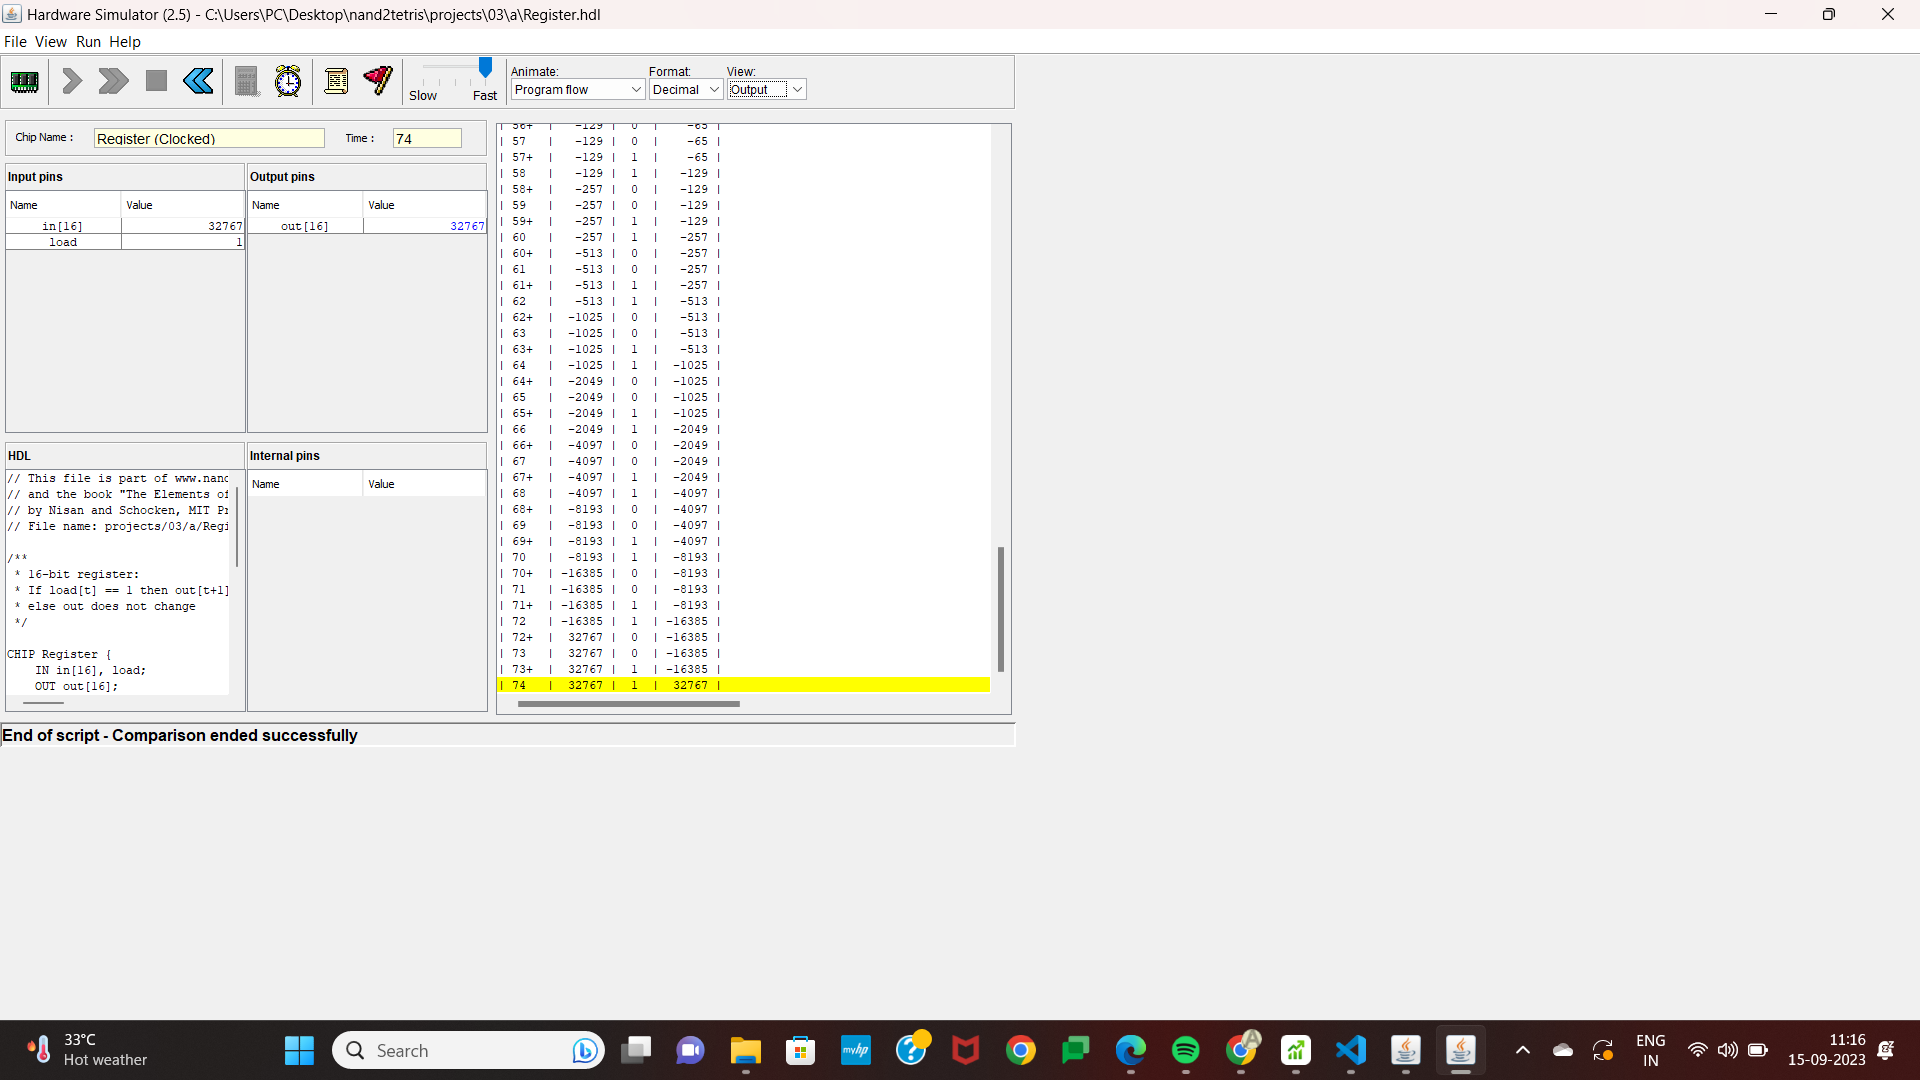 Hardware Simulator (2.5) - C:\Users\PC\Desktop\nand2tetris\projects\03\a\Register.hdl
File View Run Help
Slow Fast
Animate: Format: View:
Program flow Decimal Output
Chip Name : Register (Clocked) Time : 74
Input pins Output pins
Name Value Name Value
in[16] 32767 out[16] 32767
load 1
HDL Internal pins
Name Value
// This file is part of www.nand
// and the book "The Elements of
// by Nisan and Schocken, MIT Pr
// File name: projects/03/a/Regi
/**
* 16-bit register:
* If load[t] == 1 then out[t+1]
* else out does not change
*/
CHIP Register {
IN in[16], load;
OUT out[16];
| 56+ | -129 | 0 | -65 |
| 57 | -129 | 0 | -65 |
| 57+ | -129 | 1 | -65 |
| 58 | -129 | 1 | -129 |
| 58+ | -257 | 0 | -129 |
| 59 | -257 | 0 | -129 |
| 59+ | -257 | 1 | -129 |
| 60 | -257 | 1 | -257 |
| 60+ | -513 | 0 | -257 |
| 61 | -513 | 0 | -257 |
| 61+ | -513 | 1 | -257 |
| 62 | -513 | 1 | -513 |
| 62+ | -1025 | 0 | -513 |
| 63 | -1025 | 0 | -513 |
| 63+ | -1025 | 1 | -513 |
| 64 | -1025 | 1 | -1025 |
| 64+ | -2049 | 0 | -1025 |
| 65 | -2049 | 0 | -1025 |
| 65+ | -2049 | 1 | -1025 |
| 66 | -2049 | 1 | -2049 |
| 66+ | -4097 | 0 | -2049 |
| 67 | -4097 | 0 | -2049 |
| 67+ | -4097 | 1 | -2049 |
| 68 | -4097 | 1 | -4097 |
| 68+ | -8193 | 0 | -4097 |
| 69 | -8193 | 0 | -4097 |
| 69+ | -8193 | 1 | -4097 |
| 70 | -8193 | 1 | -8193 |
| 70+ | -16385 | 0 | -8193 |
| 71 | -16385 | 0 | -8193 |
| 71+ | -16385 | 1 | -8193 |
| 72 | -16385 | 1 | -16385 |
| 72+ | 32767 | 0 | -16385 |
| 73 | 32767 | 0 | -16385 |
| 73+ | 32767 | 1 | -16385 |
| 74 | 32767 | 1 | 32767 |
End of script - Comparison ended successfully
33°C
Hot weather
Search
myhp
A
ENG
IN
11:16
15-09-2023